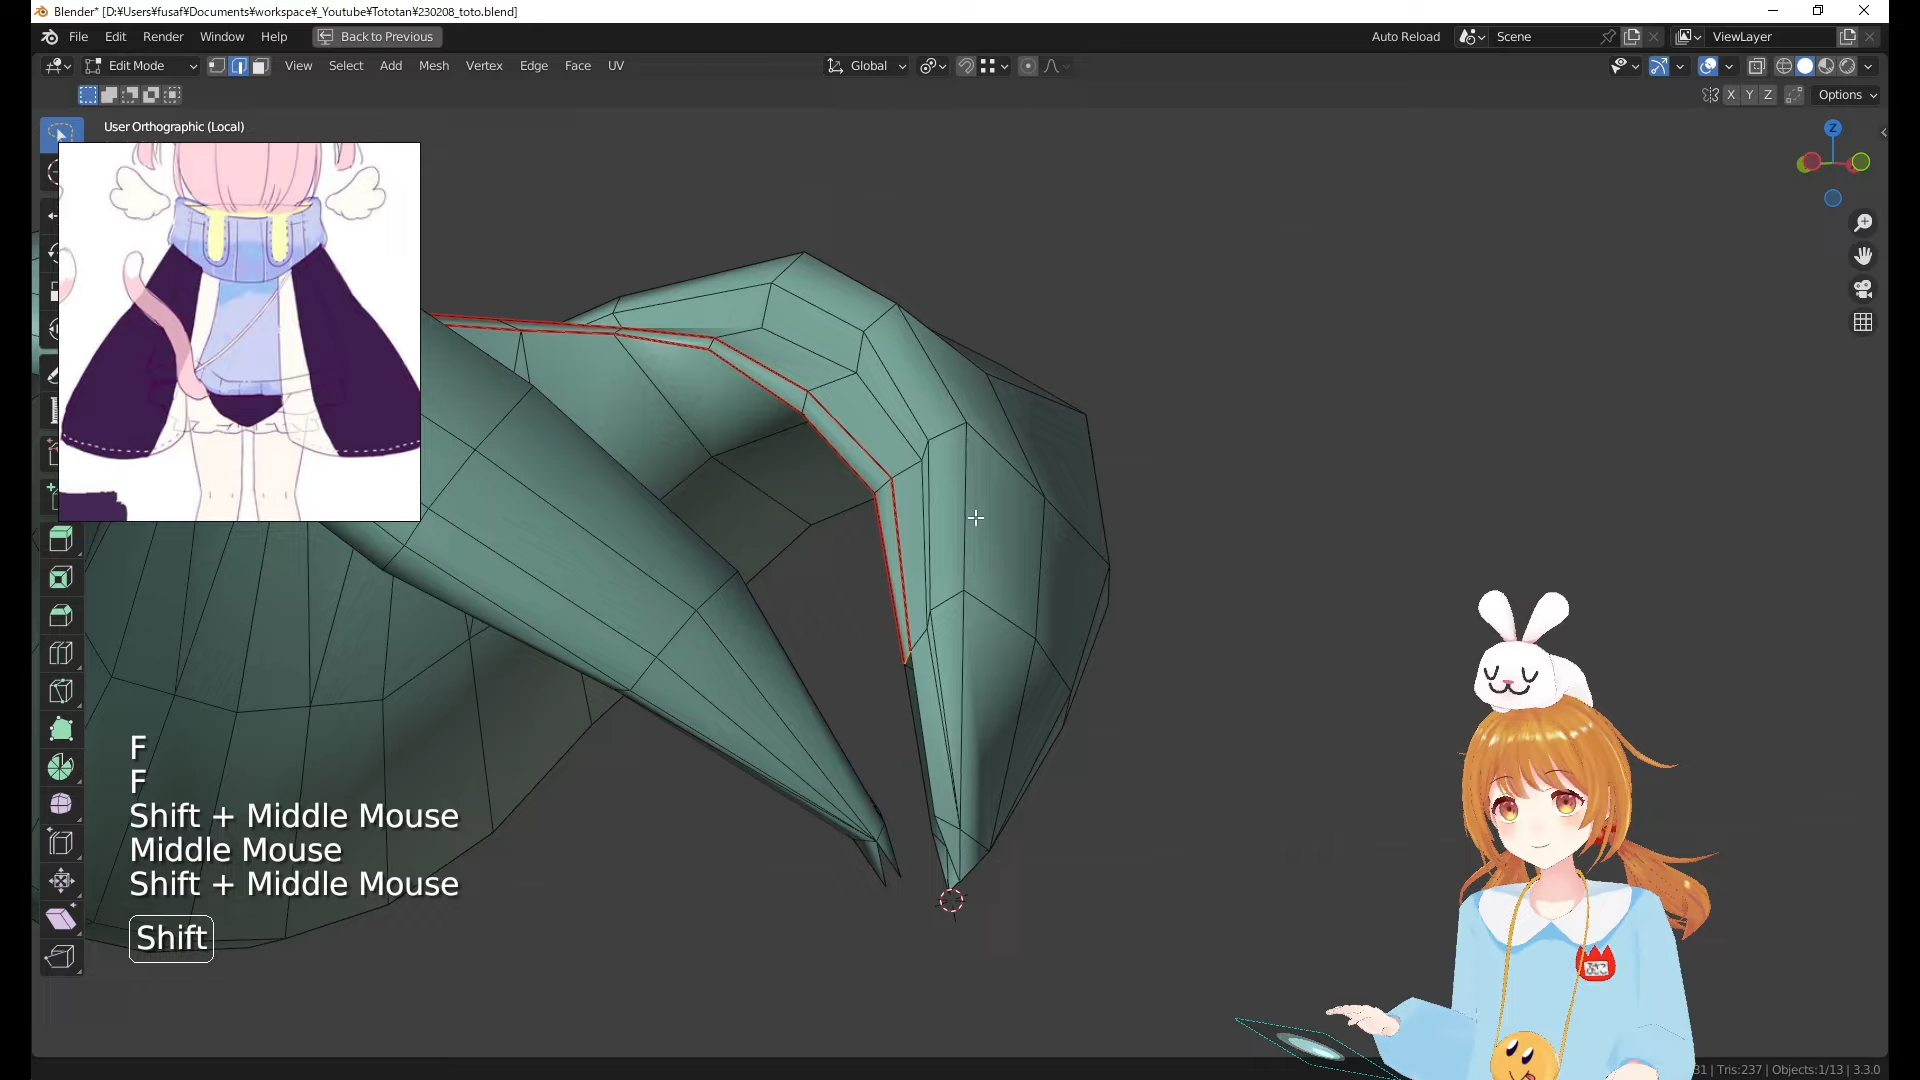 Blender* [D:¥Users¥fusaf¥Documents¥workspace¥_Youtube¥Tototan¥230208_toto.blend]
File Edit Render Window Help Back to Previous Auto Reload Scene ViewLayer
Edit Mode View Select Add Mesh Vertex Edge Face UV Global
X Y Z Options
User Orthographic (Local)
Z
F
F
Shift + Middle Mouse
Middle Mouse
Shift + Middle Mouse
Shift
31 | Tris:237 | Objects:1/13 | 3.3.0